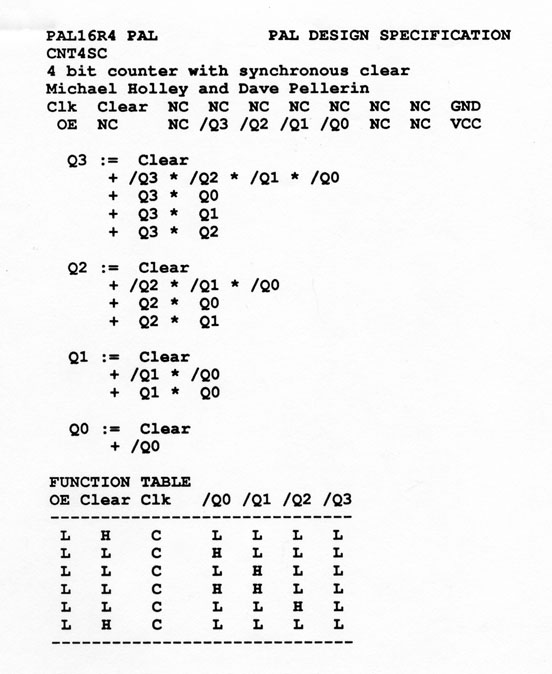 PAL16R4 PAL PAL DESIGN SPECIFICATION
CNT4SC
4 bit counter with synchronous clear
Michael Holley and Dave Pellerin
Clk Clear NC NC NC NC NC NC NC GND
OE NC NC /Q3 /Q2 /Q1 /Q0 NC NC VCC
Q3 := Clear
+ /Q3 * /Q2 * /Q1 * /Q0
+ Q3 * Q0
+ Q3 * Q1
+ Q3 * Q2
Q2 := Clear
+ /Q2 * /Q1 * /Q0
+ Q2 * Q0
+ Q2 * Q1
Q1 := Clear
+ /Q1 * /Q0
+ Q1 * Q0
Q0 := Clear
+ /Q0
FUNCTION TABLE
OE Clear Clk /Q0 /Q1 /Q2 /Q3
-----------------------------
L H C L L L L
L L C H L L L
L L C L H L L
L L C H H L L
L L C L L H L
L H C L L L L
-----------------------------